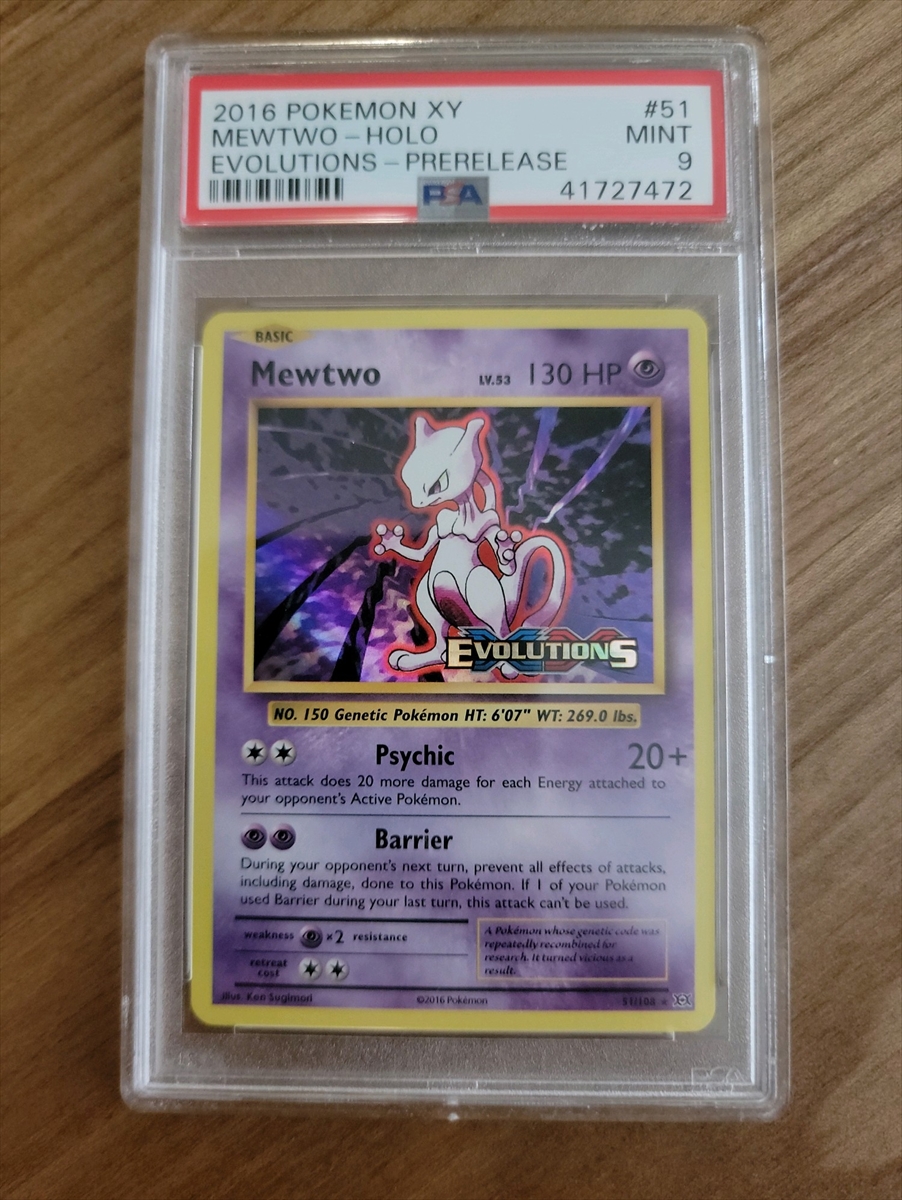 2016 POKEMON XY #51
MEWTWO - HOLO MINT
EVOLUTIONS - PRERELEASE 9
PSA 41727472
BASIC
Mewtwo LV.53 130 HP
EVOLUTIONS
NO. 150 Genetic Pokémon HT: 6'07" WT: 269.0 lbs.
Psychic 20+
This attack does 20 more damage for each Energy attached to
your opponent's Active Pokémon.
Barrier
During your opponent's next turn, prevent all effects of attacks,
including damage, done to this Pokémon. If 1 of your Pokémon
used Barrier during your last turn, this attack can't be used.
weakness ×2 resistance
A Pokémon whose genetic code was
repeatedly recombined for
research. It turned vicious as a
result.
retreat
cost
Illus. Ken Sugimori ©2016 Pokémon 51/108
PSA